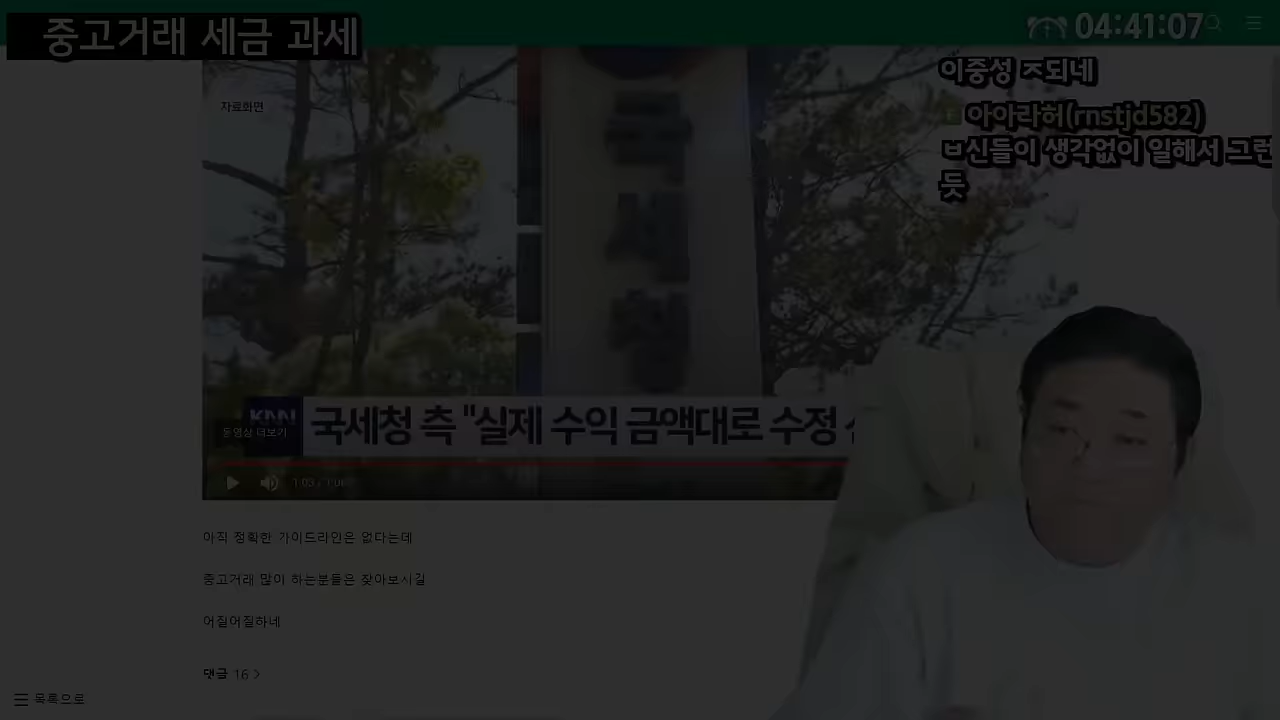 중고거래 세금 과세
04:41:07
이중성 ㅈ되네
아아라허(rnstjd582)
ㅂ신들이 생각없이 일해서 그런
듯
자료화면
국세청
KNN
동영상 더보기
국세청 측 "실제 수익 금액대로 수정
1:03 / 1:06
아직 정확한 가이드라인은 없다는데
중고거래 많이 하는분들은 찾아보시길
어질어질하네
댓글 16
목록으로